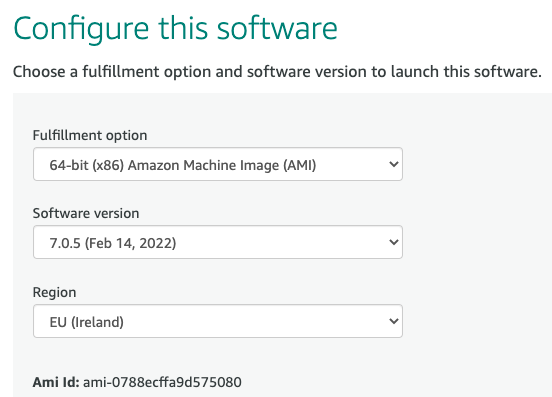 Configure this software
Choose a fulfillment option and software version to launch this software.
Fulfillment option
64-bit (x86) Amazon Machine Image (AMI)
Software version
7.0.5 (Feb 14, 2022)
Region
EU (Ireland)
Ami Id: ami-0788ecffa9d575080